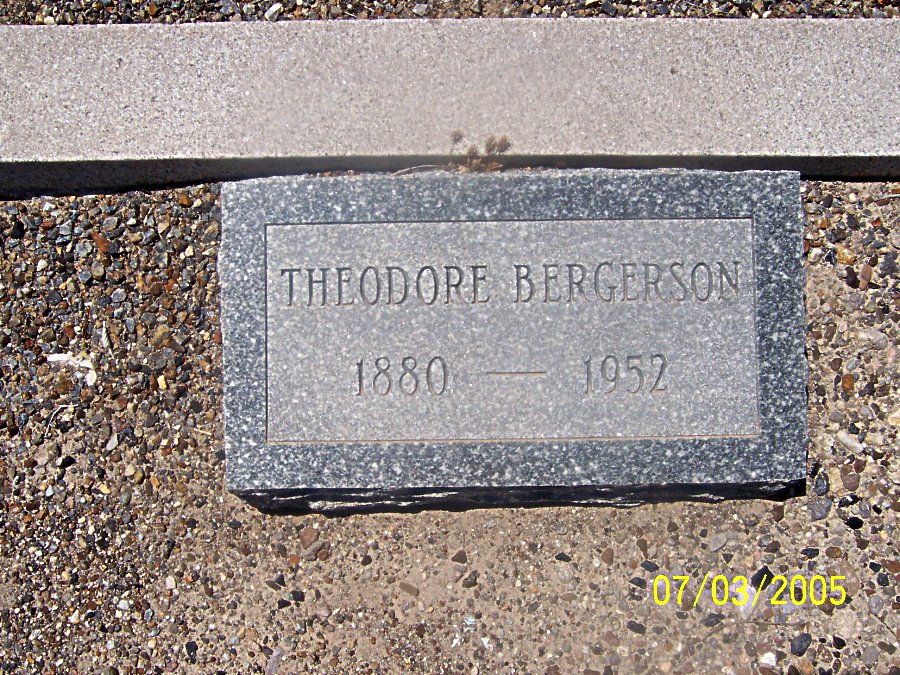 THEODORE BERGERSON
1880 — 1952
07/03/2005